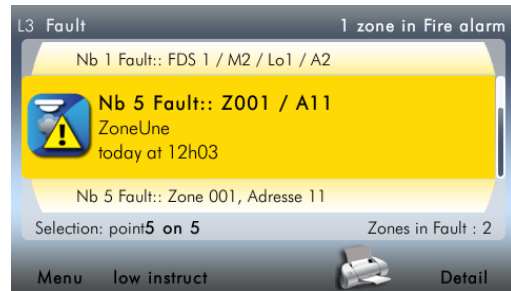 L3 Fault 1 zone in Fire alarm
Nb 1 Fault:: FDS 1 / M2 / Lo1 / A2
Nb 5 Fault:: Z001 / A11
ZoneUne
today at 12h03
Nb 5 Fault:: Zone 001, Adresse 11
Selection: point5 on 5 Zones in Fault : 2
Menu low instruct Detail